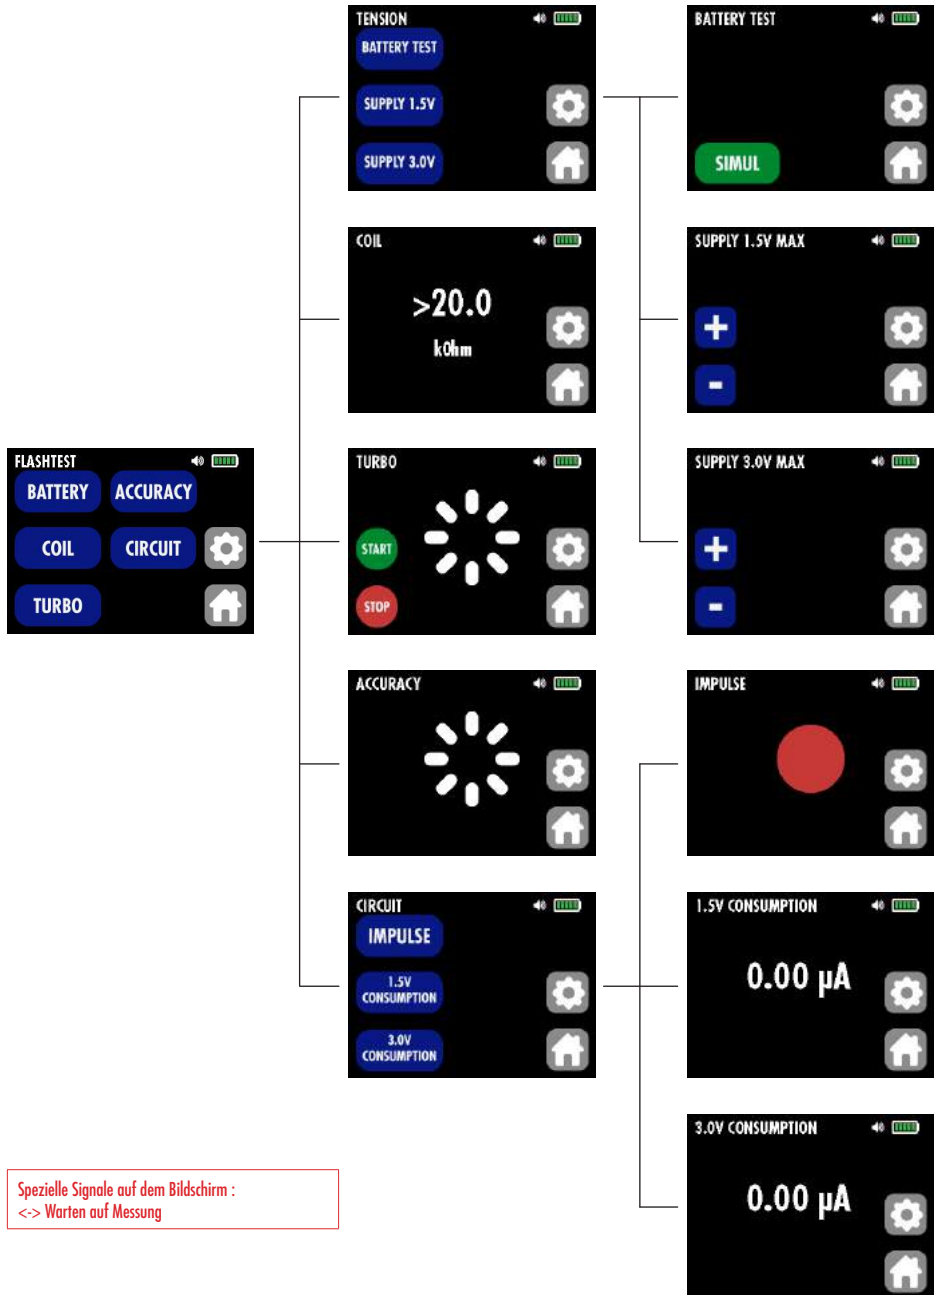 TENSION
BATTERY TEST
SUPPLY 1.5V
SUPPLY 3.0V
BATTERY TEST
SIMUL
COIL
>20.0
kOhm
SUPPLY 1.5V MAX
+
-
FLASHTEST
BATTERY ACCURACY
COIL CIRCUIT
TURBO
TURBO
START
STOP
SUPPLY 3.0V MAX
+
-
ACCURACY
IMPULSE
CIRCUIT
IMPULSE
1.5V
CONSUMPTION
3.0V
CONSUMPTION
1.5V CONSUMPTION
0.00 µA
3.0V CONSUMPTION
0.00 µA
Spezielle Signale auf dem Bildschirm :
<-> Warten auf Messung